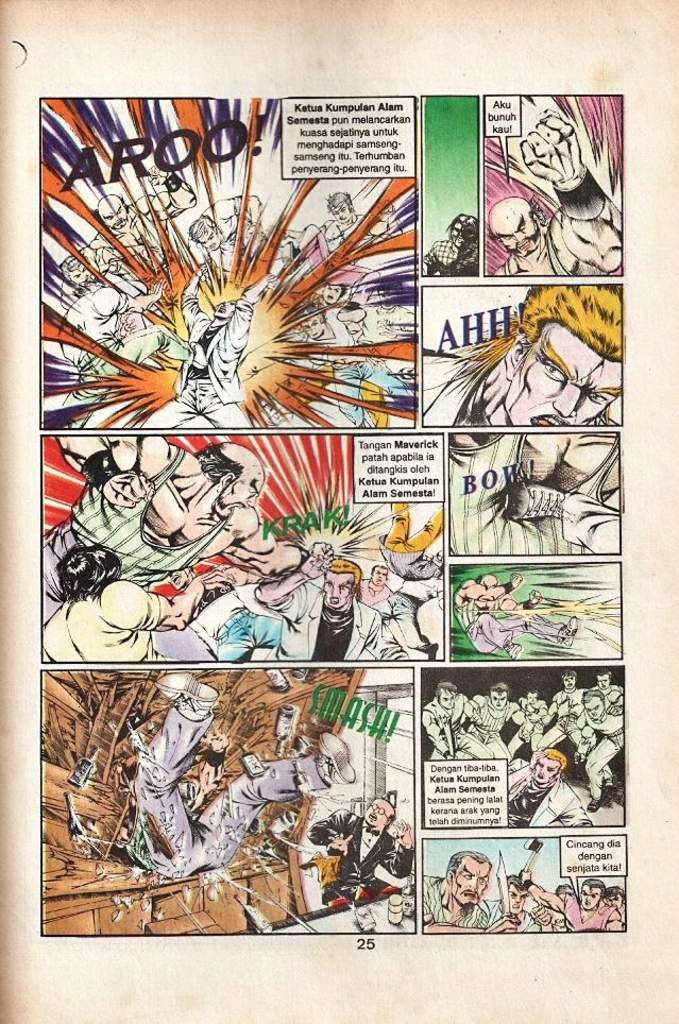 AROO!
Ketua Kumpulan Alam
Semesta pun melancarkan
kuasa sejatinya untuk
menghadapi samseng-
samseng itu. Terhumban
penyerang-penyerang itu.
Aku
bunuh
kau!
AHH!
Tangan Maverick
patah apabila ia
ditangkis oleh
Ketua Kumpulan
Alam Semesta!
KRAK!
BOW!
SMASH!
Dengan tiba-tiba,
Ketua Kumpulan
Alam Semesta
berasa pening lalat
kerana arak yang
telah diminumnya!
Cincang dia
dengan
senjata kita!
25